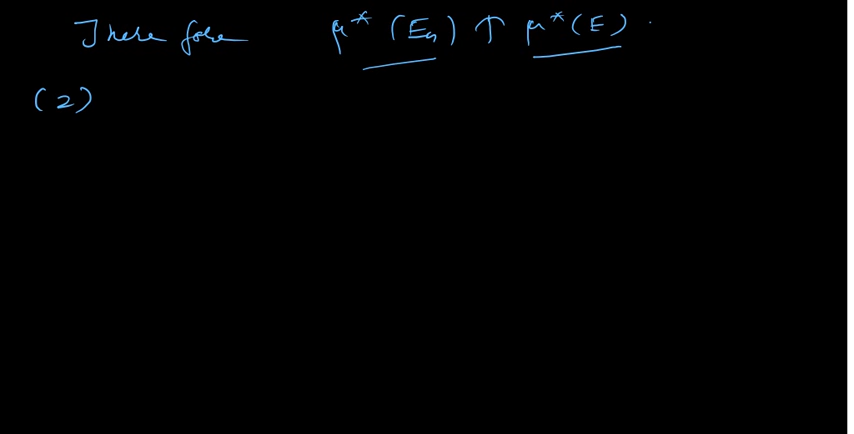 Therefore μ* (En) ↑ μ*(E).
(2)